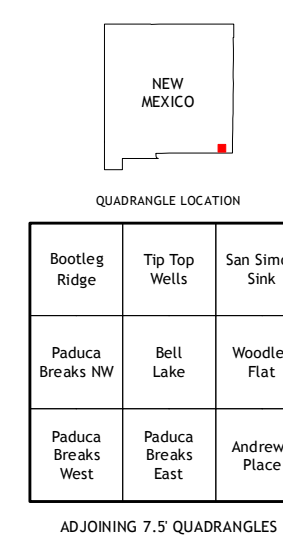 NEW
MEXICO
QUADRANGLE LOCATION
Bootleg
Ridge
Tip Top
Wells
San Simo
Sink
Paduca
Breaks NW
Bell
Lake
Woodle
Flat
Paduca
Breaks
West
Paduca
Breaks
East
Andrew
Place
ADJOINING 7.5' QUADRANGLES